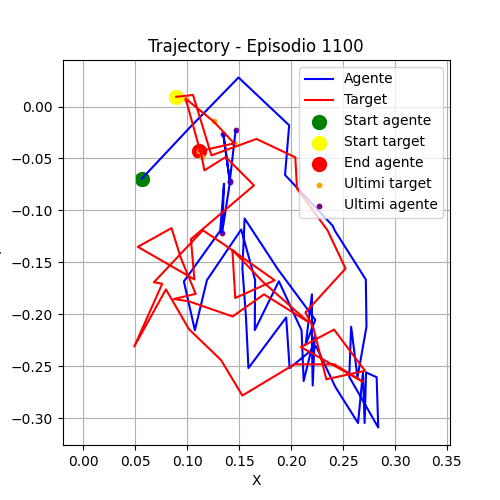 Trajectory - Episodio 1100
Agente
Target
Start agente
Start target
End agente
Ultimi target
Ultimi agente
0.00
−0.05
−0.10
−0.15
−0.20
−0.25
−0.30
0.00 0.05 0.10 0.15 0.20 0.25 0.30 0.35
X